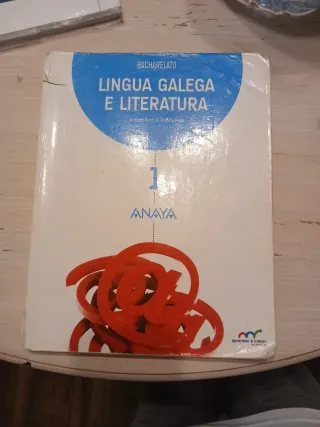 BACHARELATO
LINGUA GALEGA
E LITERATURA
1
ANAYA
aprender é crecer